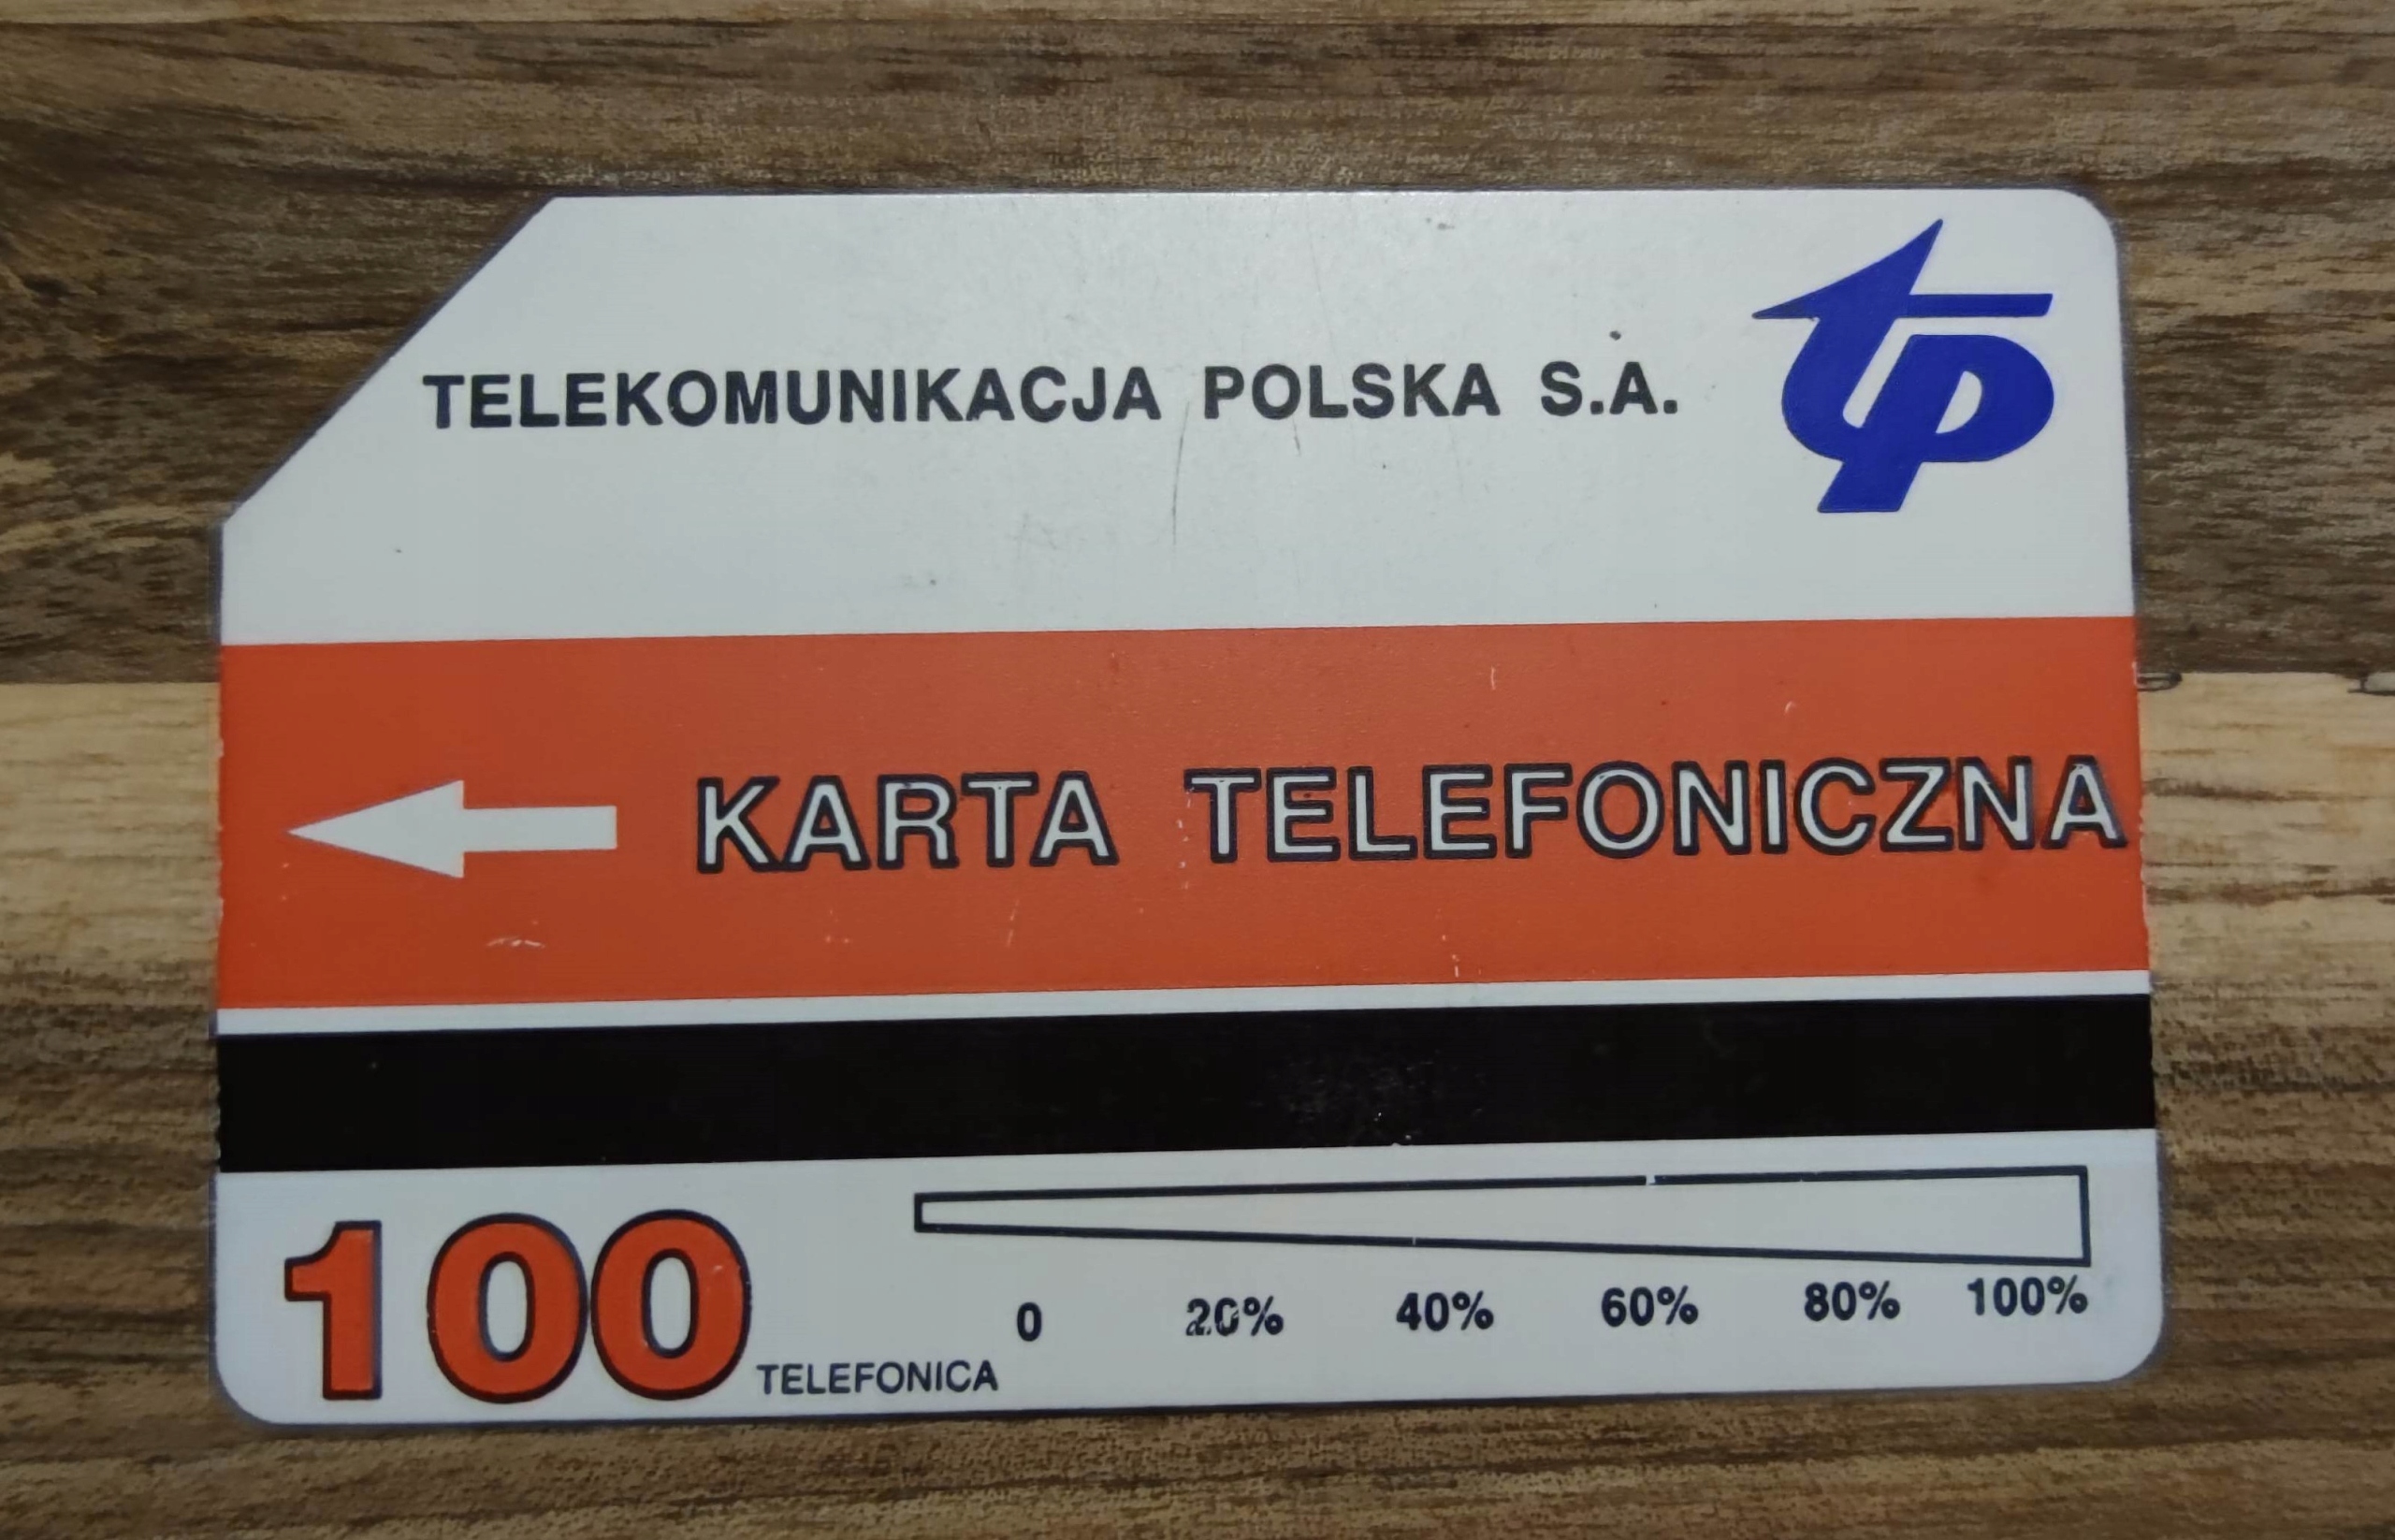 TELEKOMUNIKACJA POLSKA S.A.
tp
KARTA TELEFONICZNA
100 TELEFONICA
0 20% 40% 60% 80% 100%